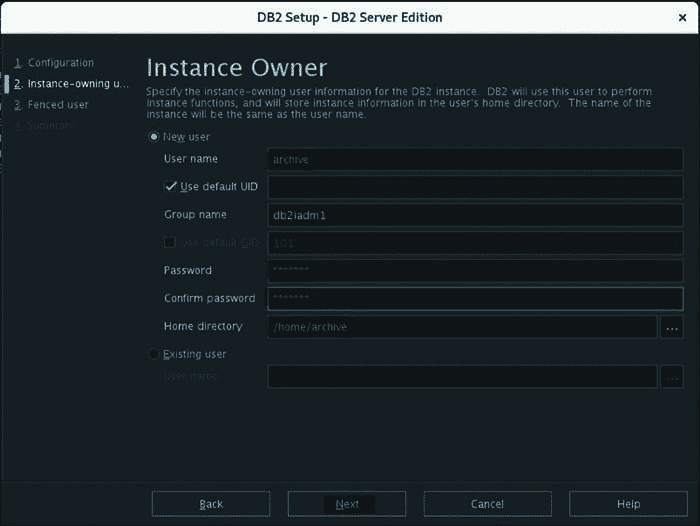 DB2 Setup - DB2 Server Edition
1. Configuration
2. Instance-owning u...
3. Fenced user
4. Summary
Instance Owner
Specify the instance-owning user information for the DB2 instance. DB2 will use this user to perform
instance functions, and will store instance information in the user's home directory. The name of the
instance will be the same as the user name.
New user
User name archive
Use default UID
Group name db2iadm1
Use default GID 101
Password *******
Confirm password *******
Home directory /home/archive ...
Existing user
User name ...
Back Next Cancel Help